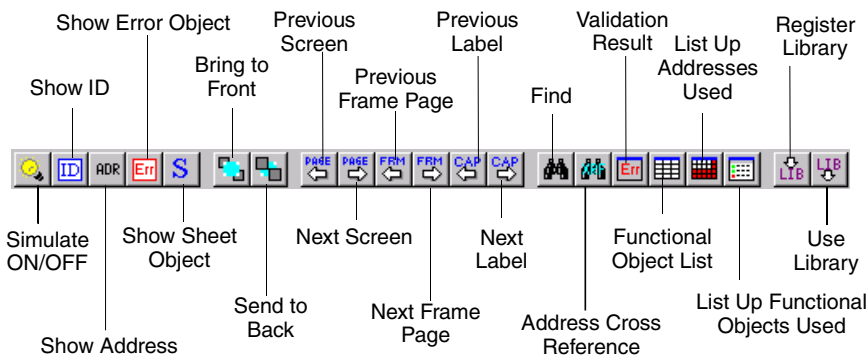 Show Error Object
Show ID
Bring to
Front
Previous
Screen
Previous
Frame Page
Previous
Label
Find
Validation
Result
List Up
Addresses
Used
Register
Library
ID
ADR
Err
S
PAGE
PAGE
FRM
FRM
CAP
CAP
Err
LIB
LIB
Simulate
ON/OFF
Show Address
Show Sheet
Object
Send to
Back
Next Screen
Next Frame
Page
Next
Label
Address Cross
Reference
Functional
Object List
List Up Functional
Objects Used
Use
Library